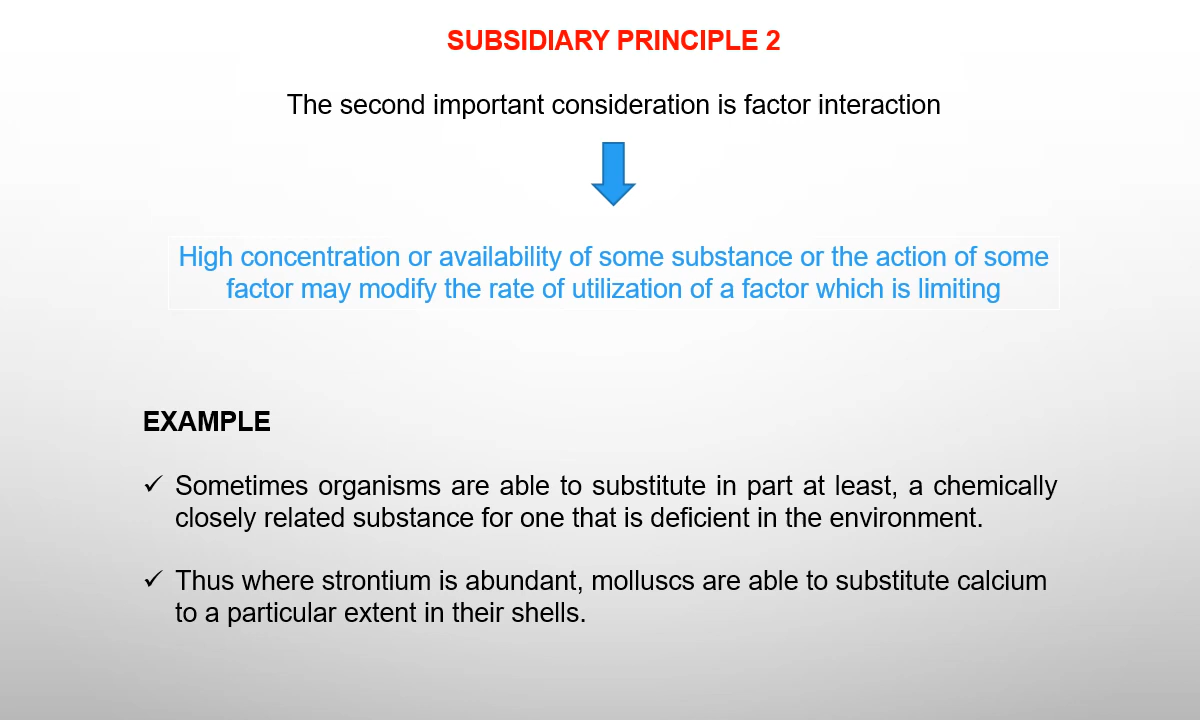 SUBSIDIARY PRINCIPLE 2
The second important consideration is factor interaction
High concentration or availability of some substance or the action of some
factor may modify the rate of utilization of a factor which is limiting
EXAMPLE
✓ Sometimes organisms are able to substitute in part at least, a chemically
closely related substance for one that is deficient in the environment.
✓ Thus where strontium is abundant, molluscs are able to substitute calcium
to a particular extent in their shells.